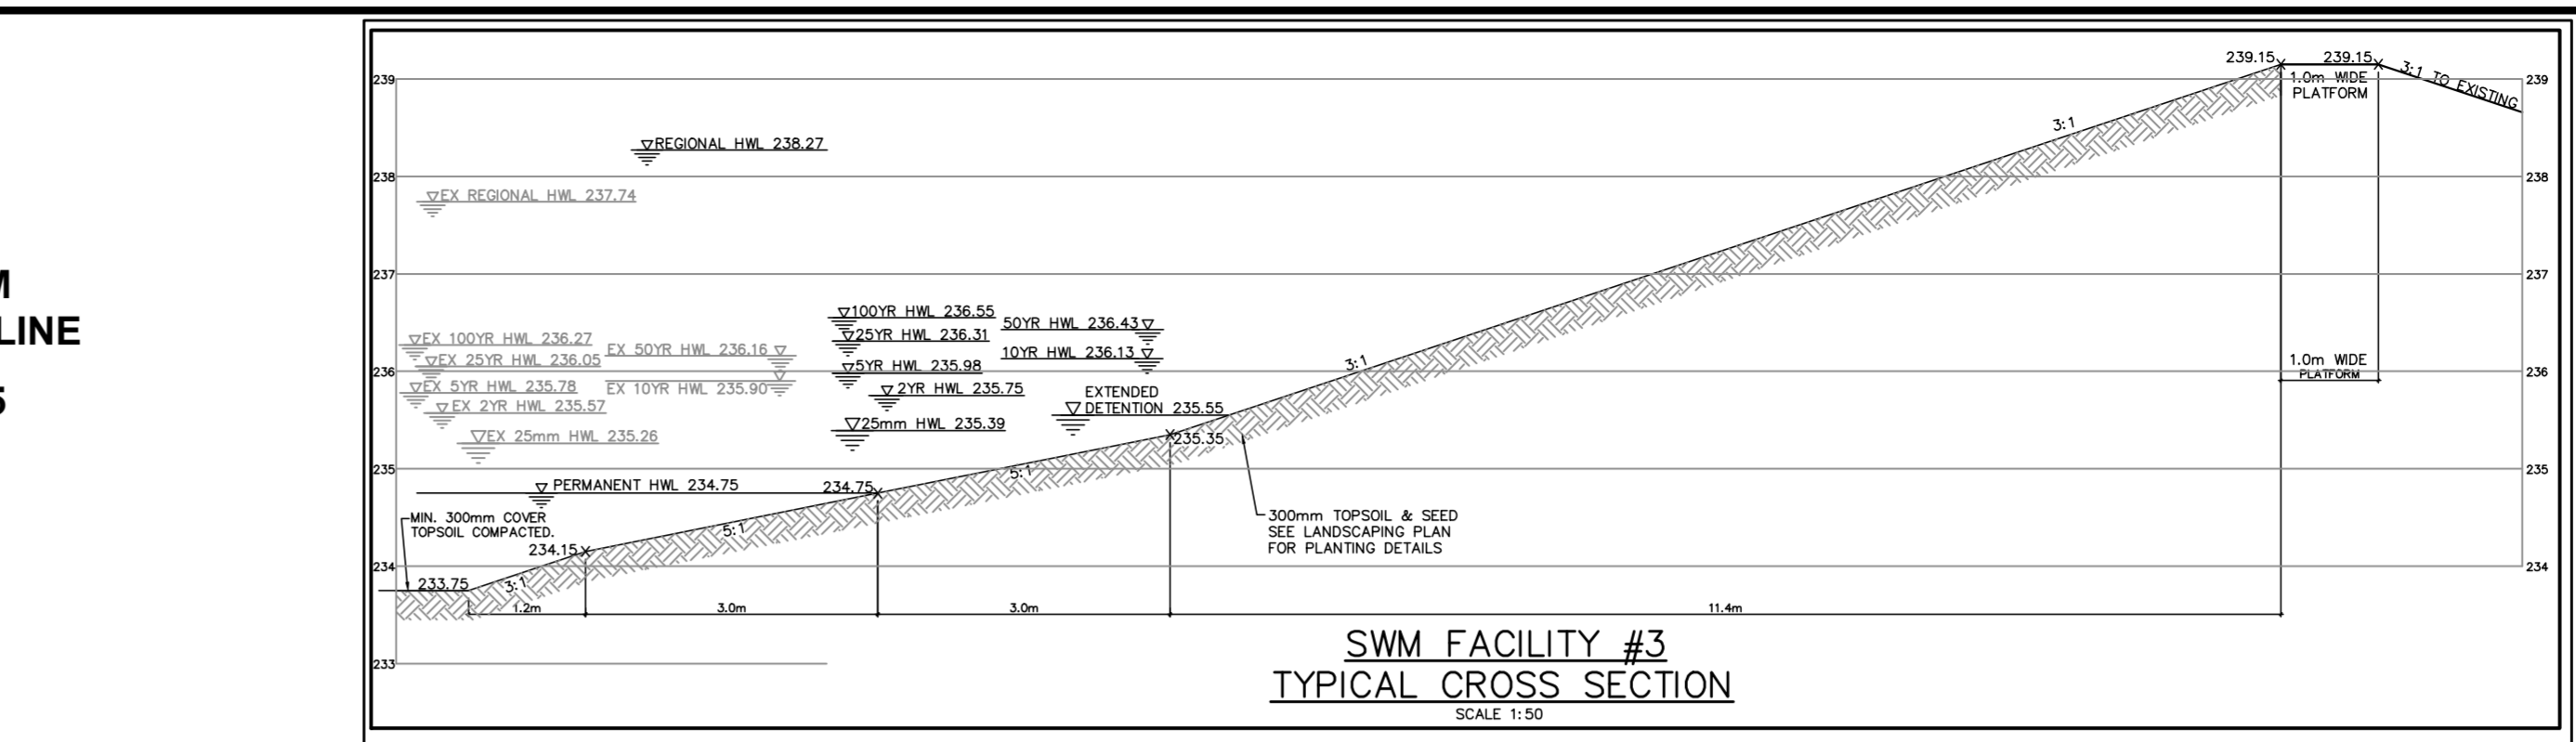 M
LINE
5
239.15
239.15
3:1 TO EXISTING
239
239
1.0m WIDE
PLATFORM
3:1
REGIONAL HWL 238.27
238
238
EX REGIONAL HWL 237.74
237
237
100YR HWL 236.55
50YR HWL 236.43
25YR HWL 236.31
EX 100YR HWL 236.27
EX 50YR HWL 236.16
10YR HWL 236.13
EX 25YR HWL 236.05
3:1
1.0m WIDE
PLATFORM
236
236
5YR HWL 235.98
EX 5YR HWL 235.78
EX 10YR HWL 235.90
2YR HWL 235.75
EX 2YR HWL 235.57
EXTENDED
DETENTION 235.55
25mm HWL 235.39
EX 25mm HWL 235.26
235.35
235
235
5:1
PERMANENT HWL 234.75
234.75
MIN. 300mm COVER
TOPSOIL COMPACTED.
5:1
300mm TOPSOIL & SEED
SEE LANDSCAPING PLAN
FOR PLANTING DETAILS
234.15
234
234
233.75
3:1
1.2m
3.0m
3.0m
11.4m
233
SWM FACILITY #3
TYPICAL CROSS SECTION
SCALE 1:50